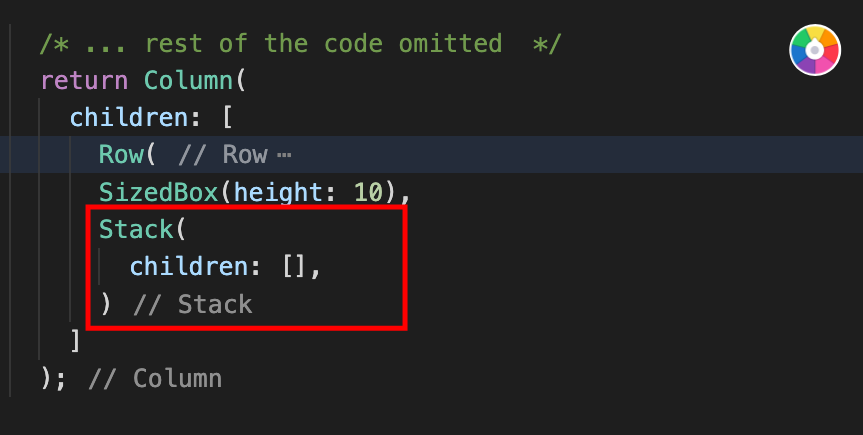 /* ... rest of the code omitted  */
return Column(
children: [
Row( // Row ⋯
SizedBox(height: 10),
Stack(
children: [],
) // Stack
]
); // Column